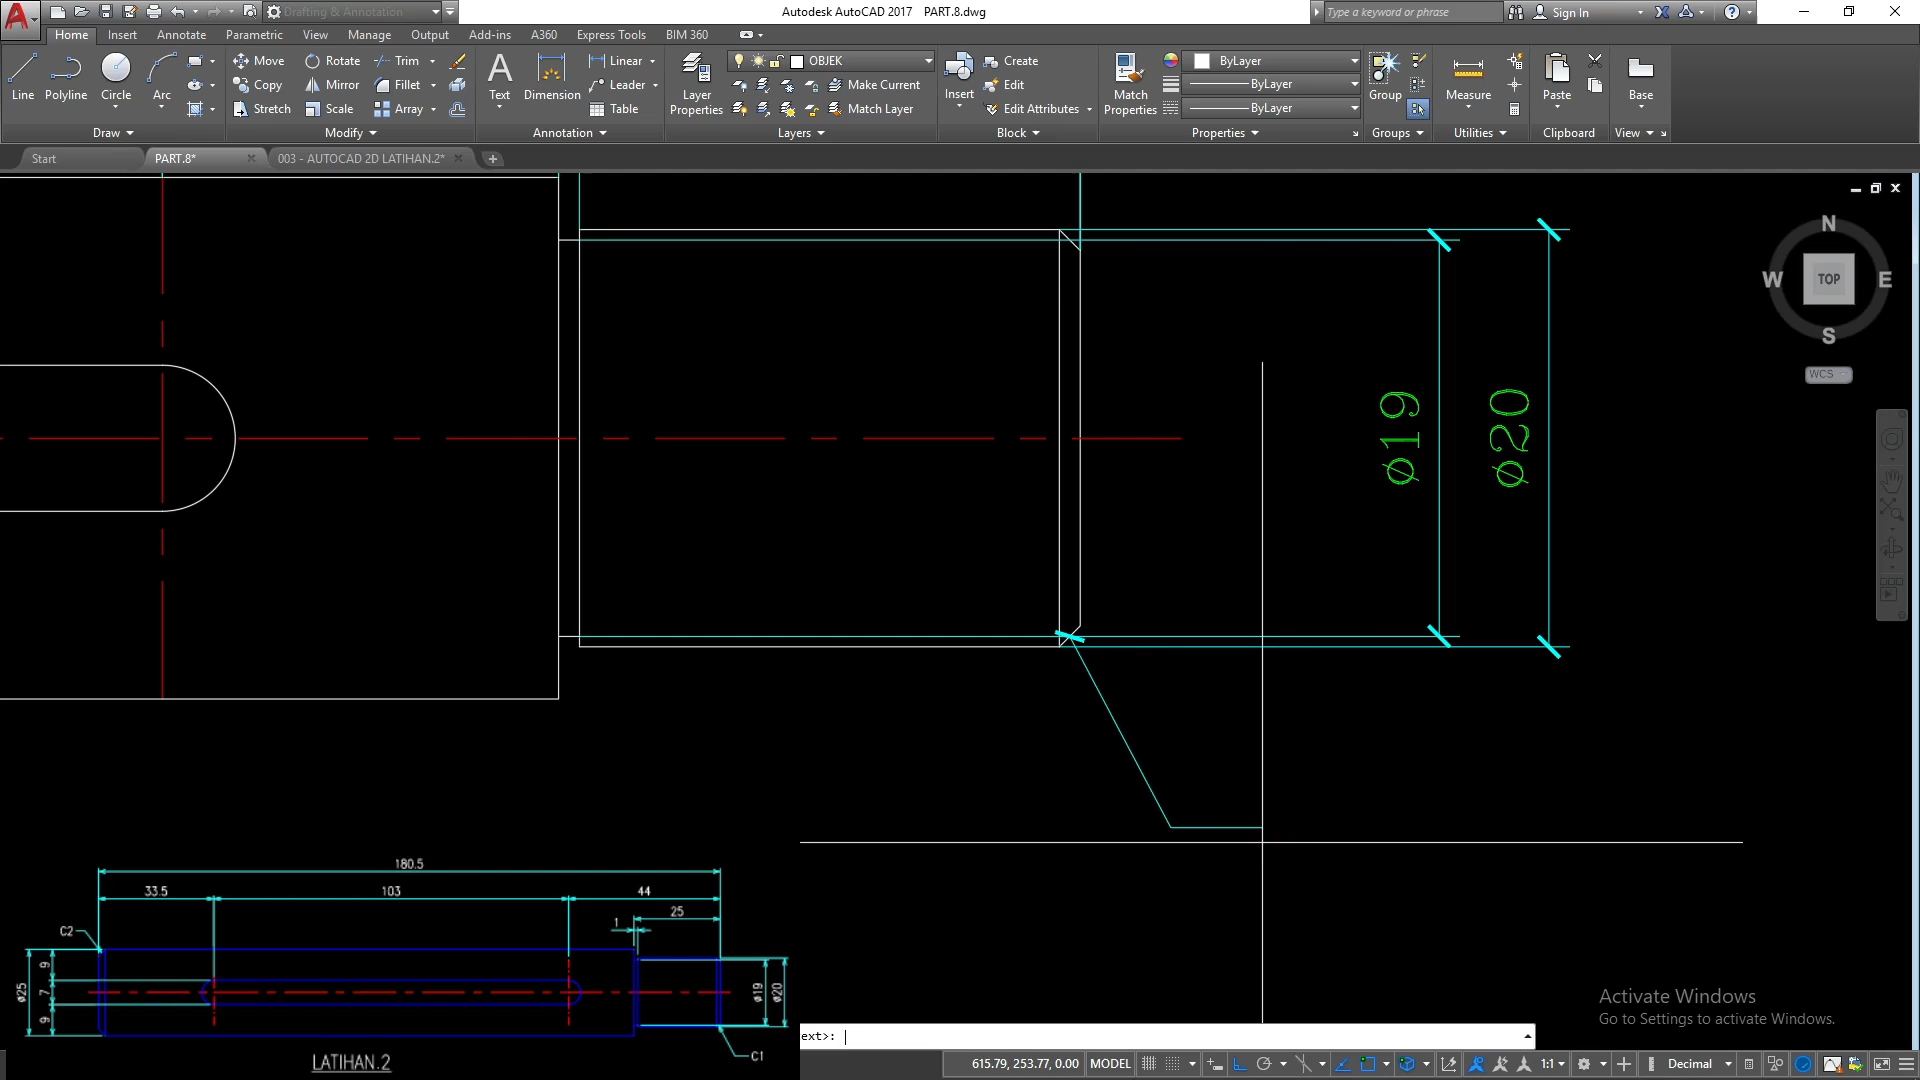 Drafting & Annotation
Autodesk AutoCAD 2017 PART.8.dwg
Type a keyword or phrase
Sign In
Home Insert Annotate Parametric View Manage Output Add-ins A360 Express Tools BIM 360
Line Polyline Circle Arc
Draw
Move Rotate Trim
Copy Mirror Fillet
Stretch Scale Array
Modify
Text Dimension
Linear
Leader
Table
Annotation
Layer Properties
OBJEK
Make Current
Match Layer
Layers
Insert
Create
Edit
Edit Attributes
Block
Match Properties
ByLayer
ByLayer
ByLayer
Properties
Group
Groups
Measure
Utilities
Paste
Clipboard
Base
View
Start PART.8* 003 - AUTOCAD 2D LATIHAN.2*
N
W TOP E
S
WCS
ø19
ø20
180.5
33.5 103 44
25
1
C2
ø25
9
7
9
ø19
ø20
C1
LATIHAN.2
ext>:
Activate Windows
Go to Settings to activate Windows.
615.79, 253.77, 0.00 MODEL 1:1 Decimal